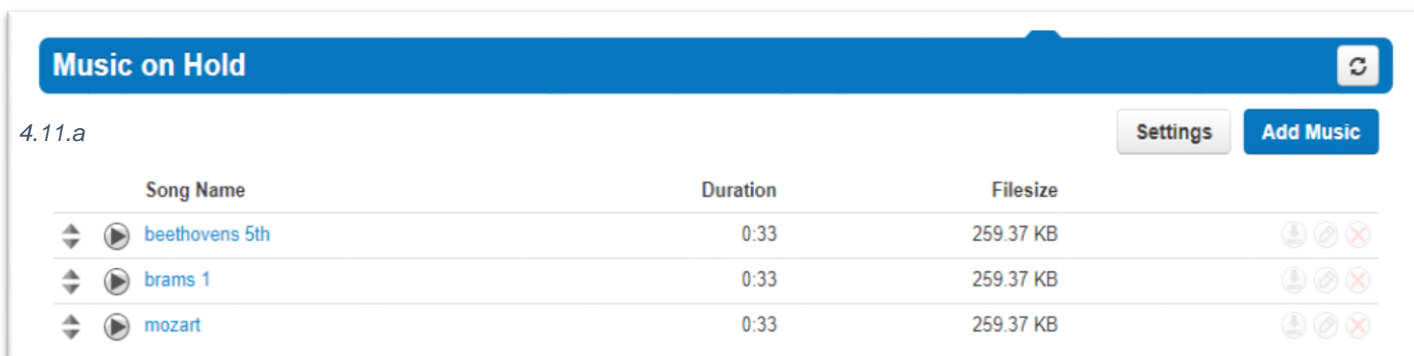 Music on Hold
4.11.a
Settings Add Music
Song Name Duration Filesize
beethovens 5th 0:33 259.37 KB
brams 1 0:33 259.37 KB
mozart 0:33 259.37 KB